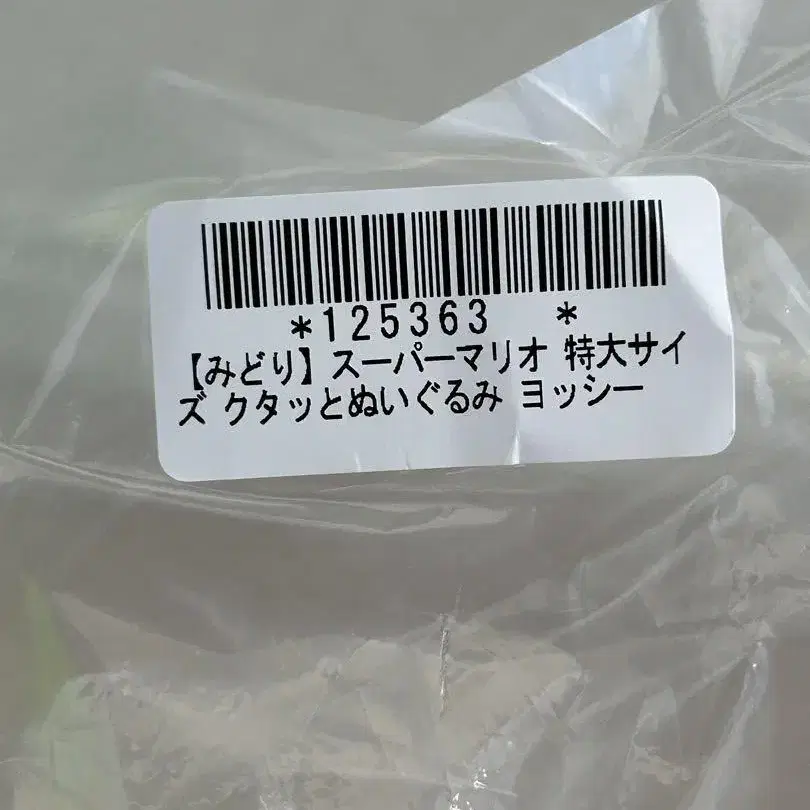 *125363   *
【みどり】スーパーマリオ 特大サイ
ズ クタッとぬいぐるみ ヨッシー